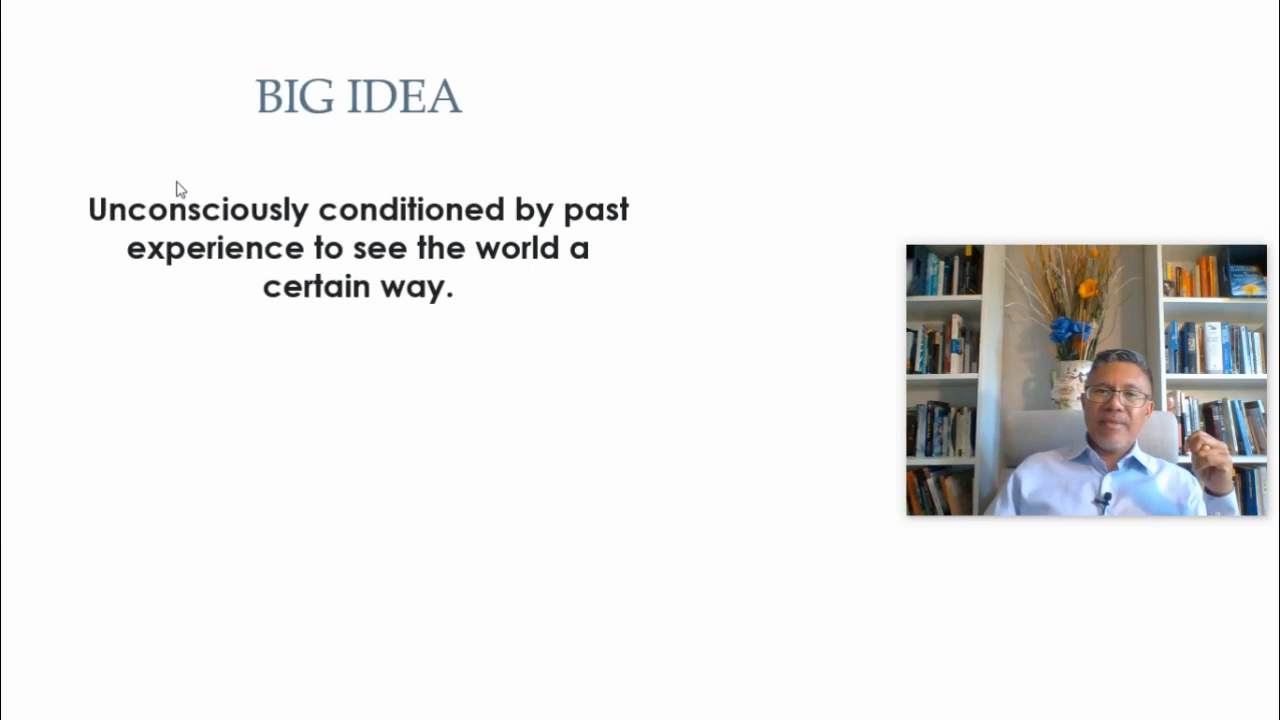 BIG IDEA
Unconsciously conditioned by past
experience to see the world a
certain way.